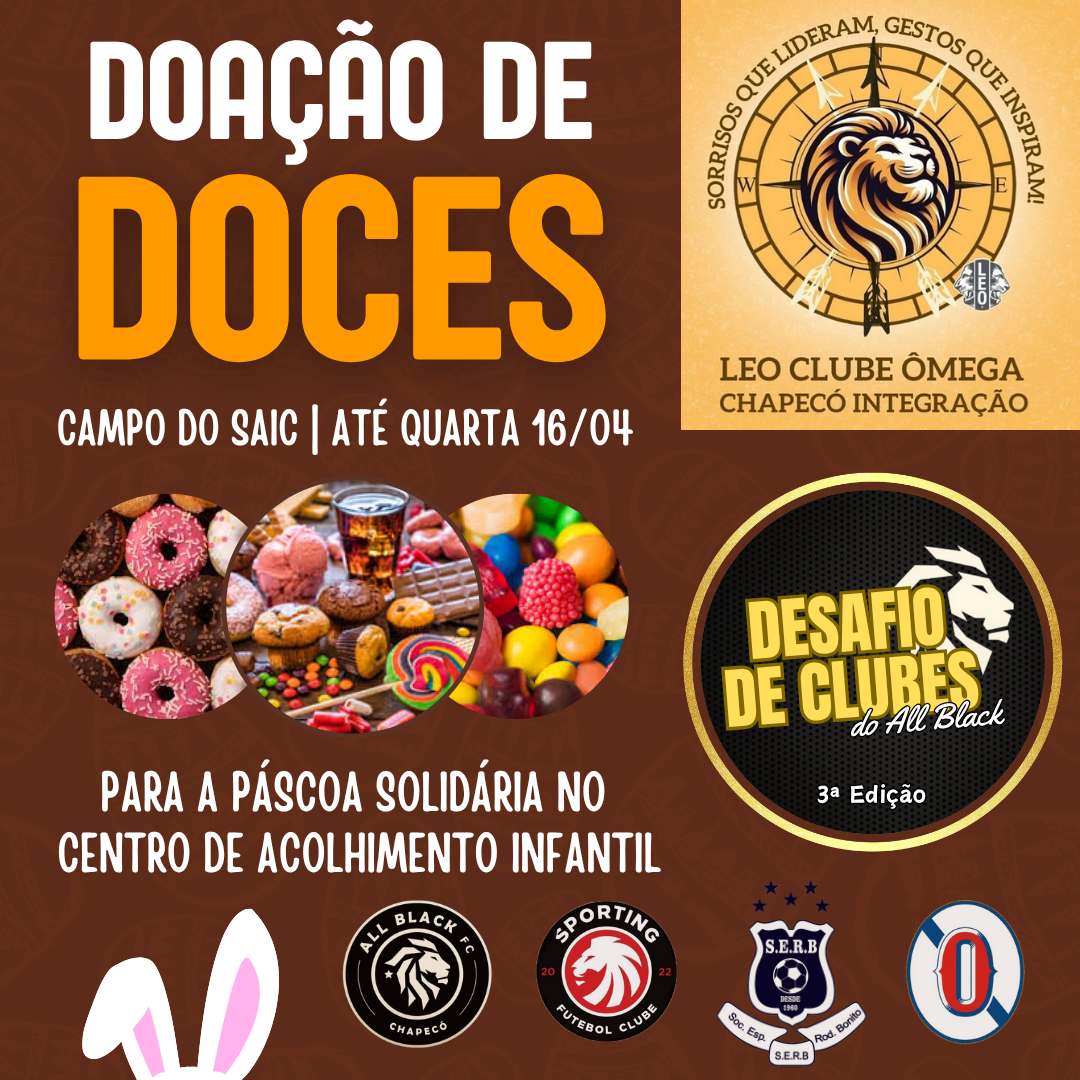 DOAÇÃO DE
DOCES
CAMPO DO SAIC | ATÉ QUARTA 16/04
SORRISOS QUE LIDERAM, GESTOS QUE INSPIRAM!
W
E
LEO
LEO CLUBE ÔMEGA
CHAPECÓ INTEGRAÇÃO
DESAFIO
DE CLUBES
do All Black
3ª Edição
PARA A PÁSCOA SOLIDÁRIA NO
CENTRO DE ACOLHIMENTO INFANTIL
ALL BLACK FC
CHAPECÓ
SPORTING
20 22
FUTEBOL CLUBE
S.E.R.B
DESDE
1960
Soc. Esp. Rod. Bonito
S.E.R.B
O